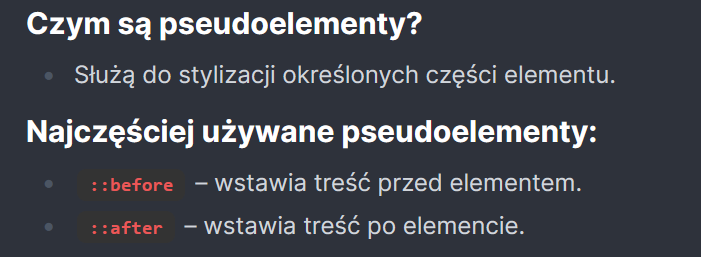 Czym są pseudoelementy?
Służą do stylizacji określonych części elementu.
Najczęściej używane pseudoelementy:
::before – wstawia treść przed elementem.
::after – wstawia treść po elemencie.